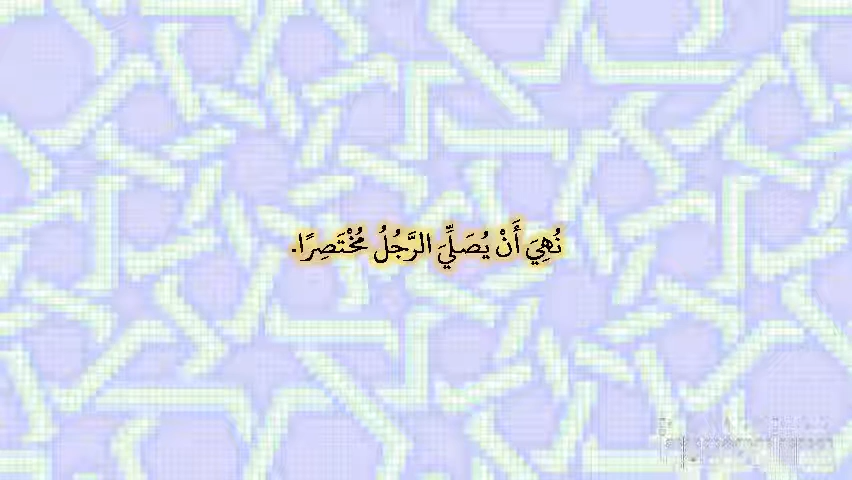 نُهِيَ أَنْ يُصَلِّيَ الرَّجُلُ مُخْتَصِرًا.